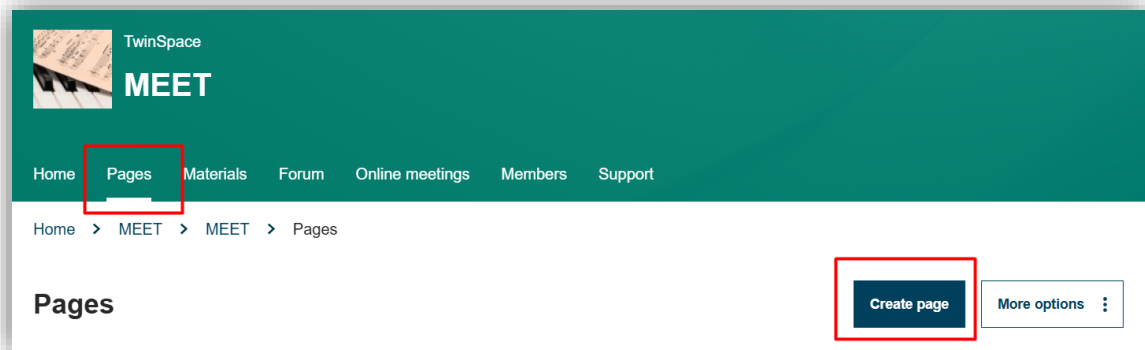 TwinSpace
MEET
Home Pages Materials Forum Online meetings Members Support
Home > MEET > MEET > Pages
Pages
Create page
More options